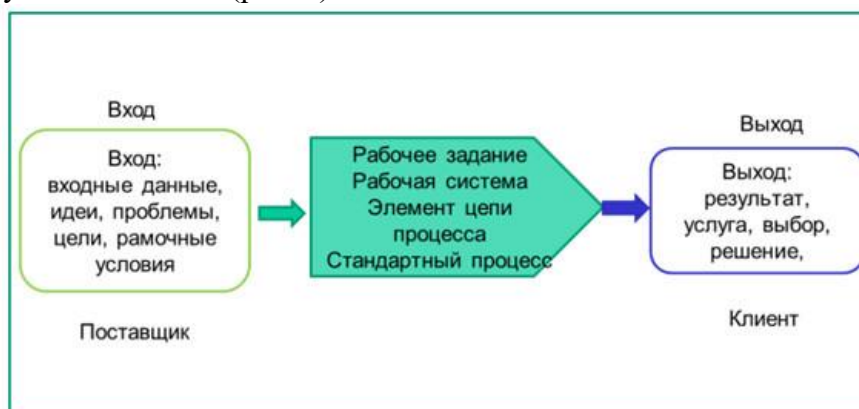 Вход
Вход:
входные данные,
идеи, проблемы,
цели, рамочные
условия
Поставщик
Рабочее задание
Рабочая система
Элемент цепи
процесса
Стандартный процесс
Выход
Выход:
результат,
услуга, выбор,
решение,
Клиент